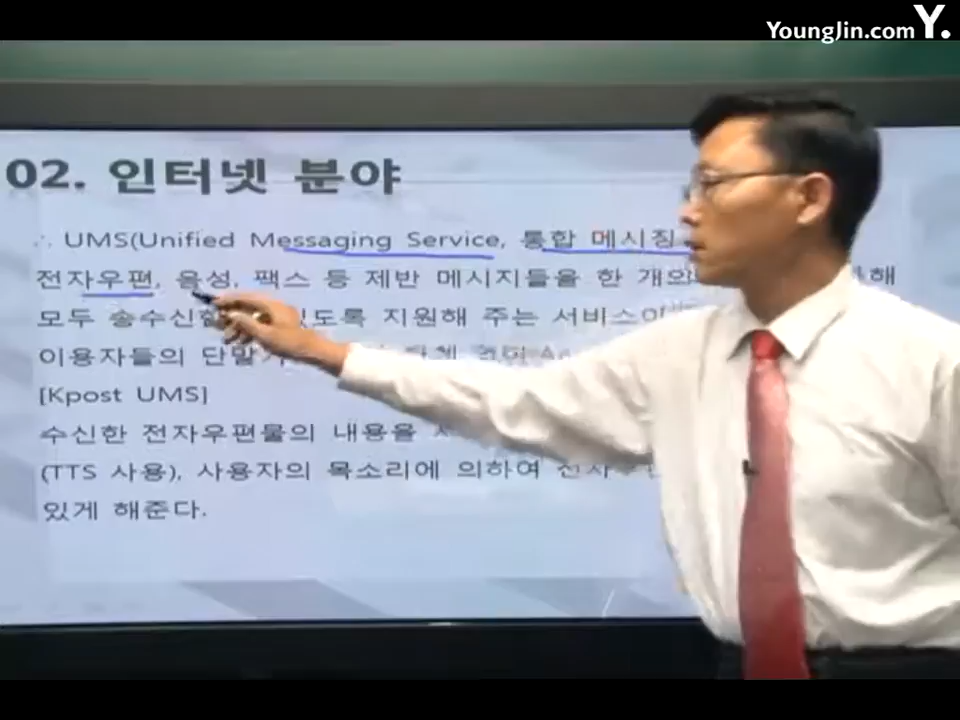 YoungJin.com Y.
02. 인터넷 분야
∴ UMS(Unified Messaging Service, 통합 메시징
전자우편, 음성, 팩스 등 제반 메시지들을 한 개의 해
모두 송수신할 있도록 지원해 주는 서비스이
이용자들의 단말기
[Kpost UMS]
수신한 전자우편물의 내용을
(TTS 사용), 사용자의 목소리에 의하여 전자우편
있게 해준다.